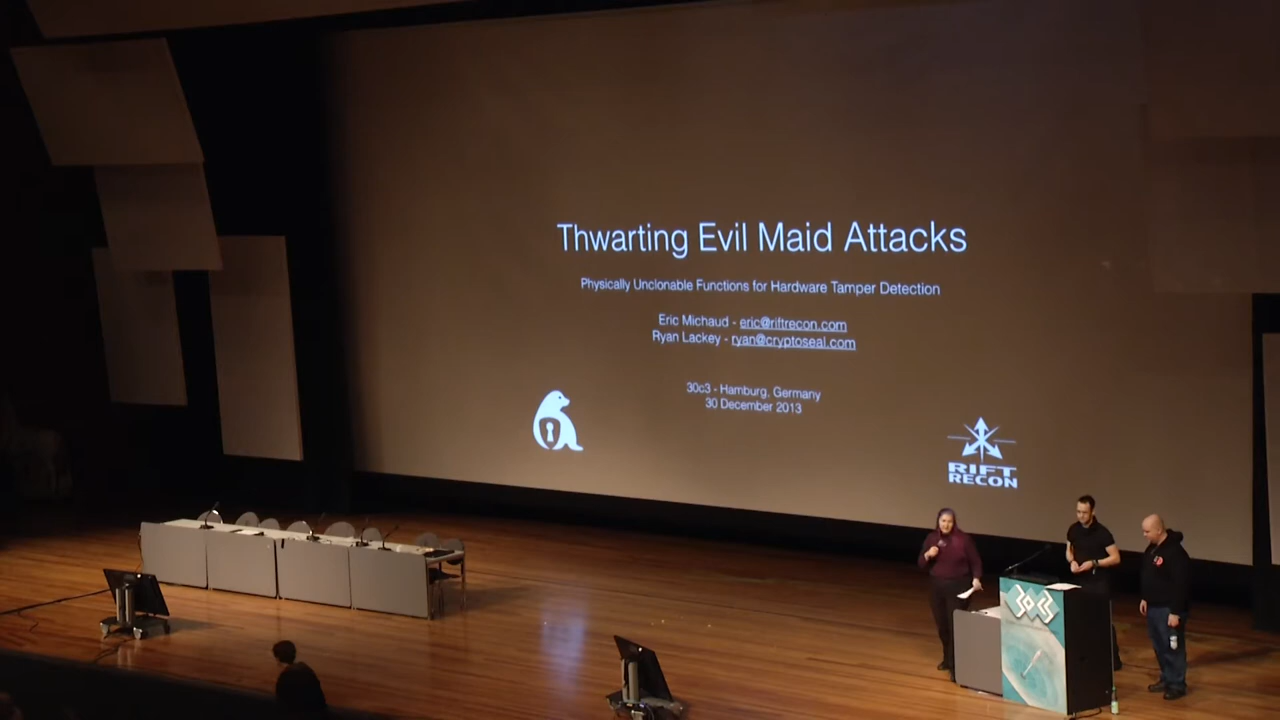 Thwarting Evil Maid Attacks
Physically Unclonable Functions for Hardware Tamper Detection
Eric Michaud - eric@riftrecon.com
Ryan Lackey - ryan@cryptoseal.com
30c3 - Hamburg, Germany
30 December 2013
RIFT
RECON
30C3